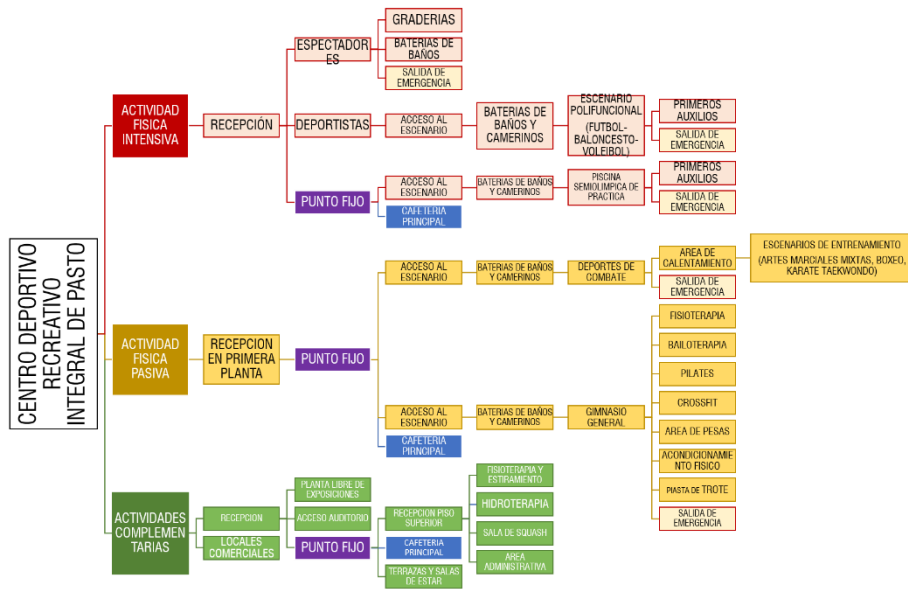 CENTRO DEPORTIVO
RECREATIVO
INTEGRAL DE PASTO
ACTIVIDAD
FISICA
INTENSIVA
RECEPCIÓN
ESPECTADOR
ES
GRADERIAS
BATERIAS DE
BAÑOS
SALIDA DE
EMERGENCIA
DEPORTISTAS
ACCESO AL
ESCENARIO
BATERIAS DE
BAÑOS Y
CAMERINOS
ESCENARIO
POLIFUNCIONAL
(FUTBOL-
BALONCESTO-
VOLEIBOL)
PRIMEROS
AUXILIOS
SALIDA DE
EMERGENCIA
PUNTO FIJO
ACCESO AL
ESCENARIO
BATERIAS DE BAÑOS
Y CAMERINOS
PISCINA
SEMIOLIMPICA DE
PRACTICA
PRIMEROS
AUXILIOS
SALIDA DE
EMERGENCIA
CAFETERIA
PRINCIPAL
ACTIVIDAD
FISICA
PASIVA
RECEPCION
EN PRIMERA
PLANTA
PUNTO FIJO
ACCESO AL
ESCENARIO
BATERIAS DE BAÑOS
Y CAMERINOS
DEPORTES DE
COMBATE
AREA DE
CALENTAMIENTO
ESCENARIOS DE ENTRENAMIENTO
(ARTES MARCIALES MIXTAS, BOXEO,
KARATE TAEKWONDO)
SALIDA DE
EMERGENCIA
ACCESO AL
ESCENARIO
BATERIAS DE BAÑOS
Y CAMERINOS
GIMNASIO
GENERAL
FISIOTERAPIA
BAILOTERAPIA
PILATES
CROSSFIT
AREA DE PESAS
ACONDICIONAMIE
NTO FISICO
PIASTA DE TROTE
SALIDA DE
EMERGENCIA
CAFETERIA
PIRNCIPAL
ACTIVIDADES
COMPLEMEN
TARIAS
RECEPCION
PLANTA LIBRE DE
EXPOSICIONES
ACCESO AUDITORIO
PUNTO FIJO
RECEPCION PISO
SUPERIOR
FISIOTERAPIA Y
ESTIRAMIENTO
HIDROTERAPIA
SALA DE SQUASH
AREA
ADMINISTRATIVA
CAFETERIA
PRINCIPAL
TERRAZAS Y SALAS
DE ESTAR
LOCALES
COMERCIALES